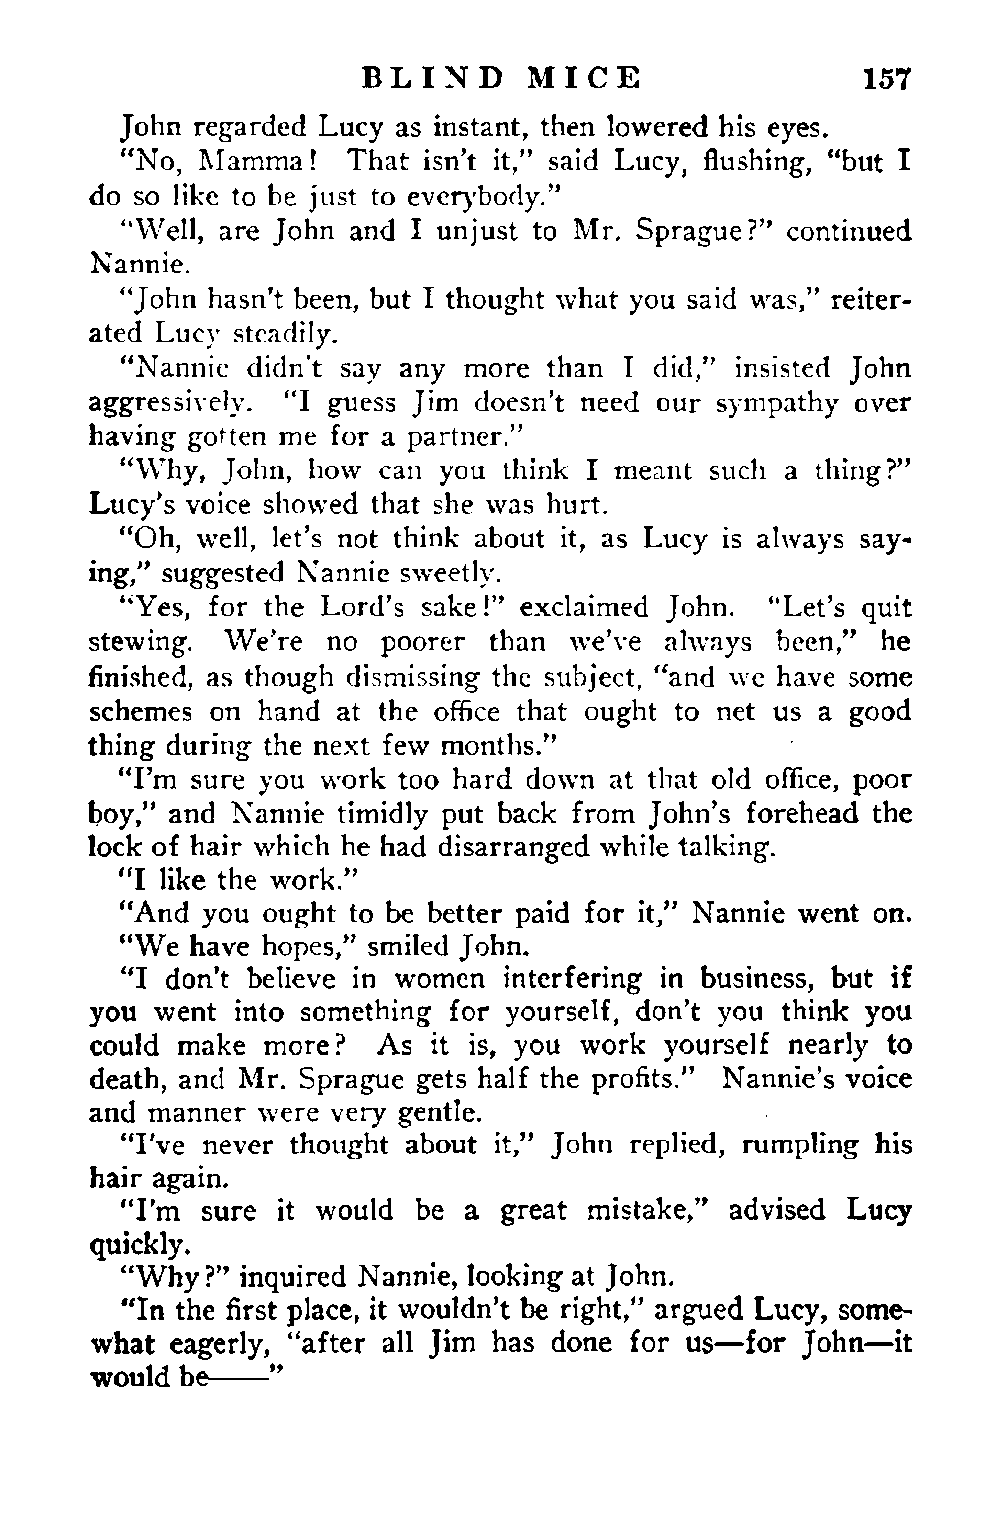 BLIND MICE 157
John regarded Lucy as instant, then lowered his eyes.
“No, Mamma! That isn’t it,” said Lucy, flushing, “but I
do so like to be just to everybody.”
“Well, are John and I unjust to Mr. Sprague?” continued
Nannie.
“John hasn’t been, but I thought what you said was,” reiter-
ated Lucy steadily.
“Nannie didn’t say any more than I did,” insisted John
aggressively. “I guess Jim doesn’t need our sympathy over
having gotten me for a partner.”
“Why, John, how can you think I meant such a thing?”
Lucy’s voice showed that she was hurt.
“Oh, well, let’s not think about it, as Lucy is always say-
ing,” suggested Nannie sweetly.
“Yes, for the Lord’s sake!” exclaimed John. “Let’s quit
stewing. We’re no poorer than we’ve always been,” he
finished, as though dismissing the subject, “and we have some
schemes on hand at the office that ought to net us a good
thing during the next few months.”
“I’m sure you work too hard down at that old office, poor
boy,” and Nannie timidly put back from John’s forehead the
lock of hair which he had disarranged while talking.
“I like the work.”
“And you ought to be better paid for it,” Nannie went on.
“We have hopes,” smiled John.
“I don’t believe in women interfering in business, but if
you went into something for yourself, don’t you think you
could make more? As it is, you work yourself nearly to
death, and Mr. Sprague gets half the profits.” Nannie’s voice
and manner were very gentle.
“I’ve never thought about it,” John replied, rumpling his
hair again.
“I’m sure it would be a great mistake,” advised Lucy
quickly.
“Why?” inquired Nannie, looking at John.
“In the first place, it wouldn’t be right,” argued Lucy, some-
what eagerly, “after all Jim has done for us—for John—it
would be——”